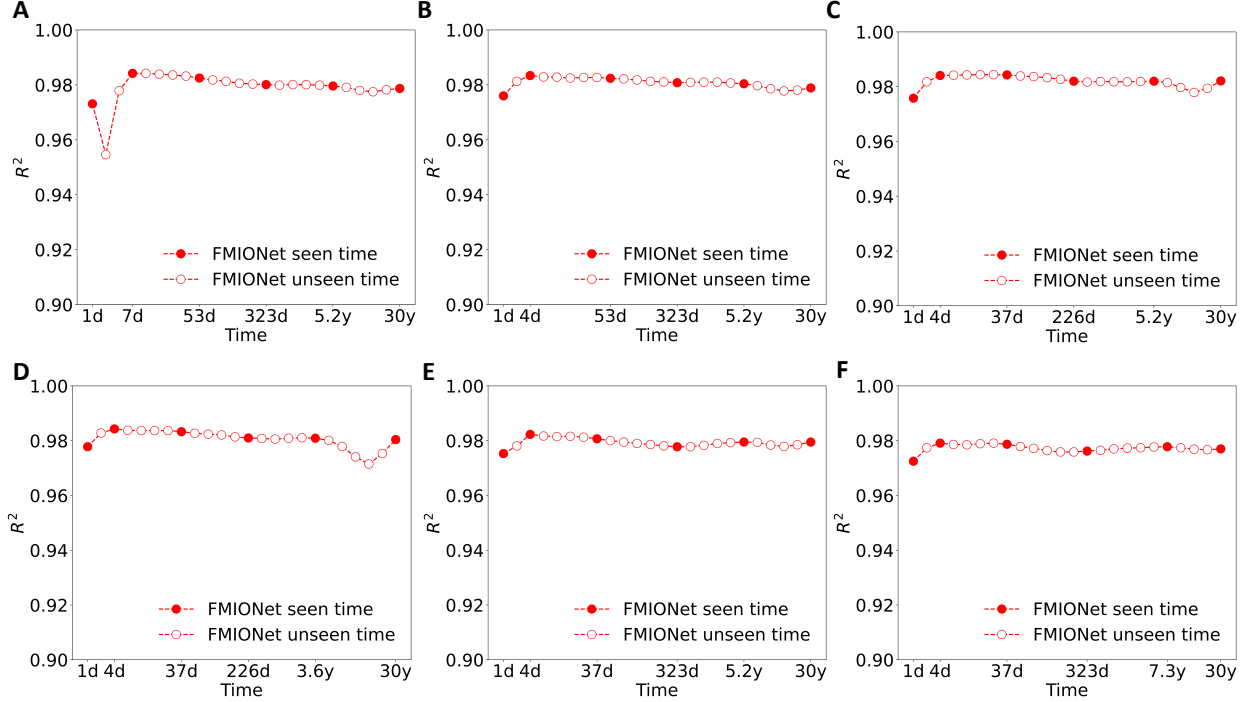 A
1.00
0.98
0.96
0.94
0.92
0.90
R²
FMIONet seen time
FMIONet unseen time
1d 7d 53d 323d 5.2y 30y
Time
B
1.00
0.98
0.96
0.94
0.92
0.90
R²
FMIONet seen time
FMIONet unseen time
1d 4d 53d 323d 5.2y 30y
Time
C
1.00
0.98
0.96
0.94
0.92
0.90
R²
FMIONet seen time
FMIONet unseen time
1d 4d 37d 226d 5.2y 30y
Time
D
1.00
0.98
0.96
0.94
0.92
0.90
R²
FMIONet seen time
FMIONet unseen time
1d 4d 37d 226d 3.6y 30y
Time
E
1.00
0.98
0.96
0.94
0.92
0.90
R²
FMIONet seen time
FMIONet unseen time
1d 4d 37d 323d 5.2y 30y
Time
F
1.00
0.98
0.96
0.94
0.92
0.90
R²
FMIONet seen time
FMIONet unseen time
1d 4d 37d 323d 7.3y 30y
Time